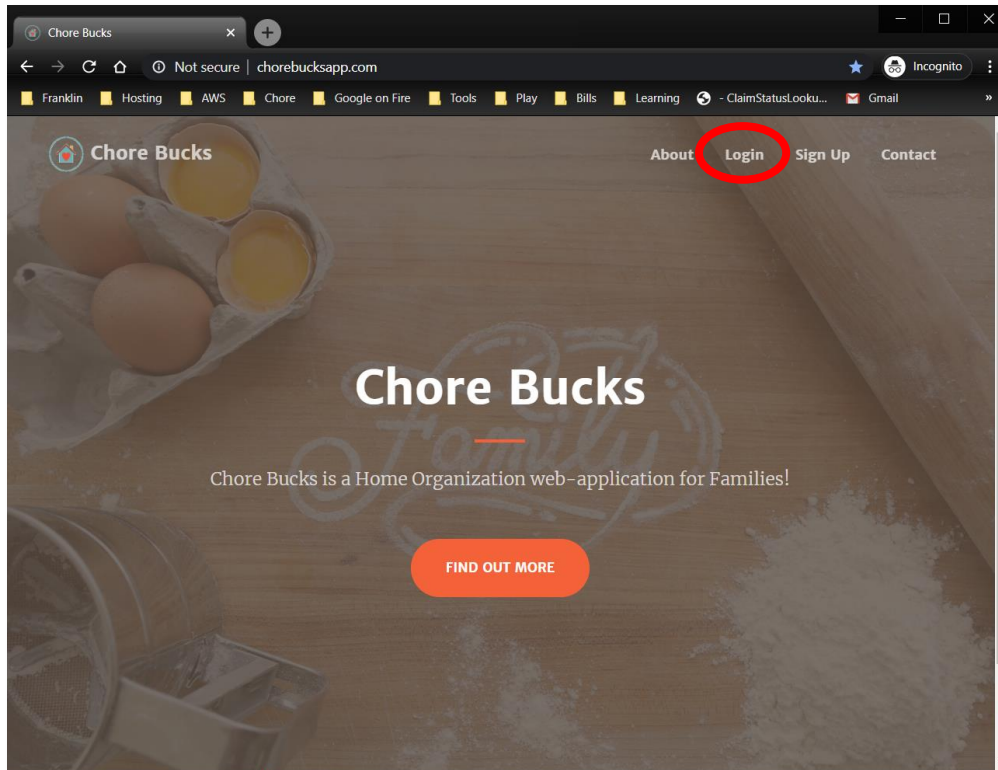 Chore Bucks
Not secure | chorebucksapp.com
Incognito
Franklin Hosting AWS Chore Google on Fire Tools Play Bills Learning - ClaimStatusLooku... Gmail »
Chore Bucks
About Login Sign Up Contact
Family
Chore Bucks
Chore Bucks is a Home Organization web-application for Families!
FIND OUT MORE